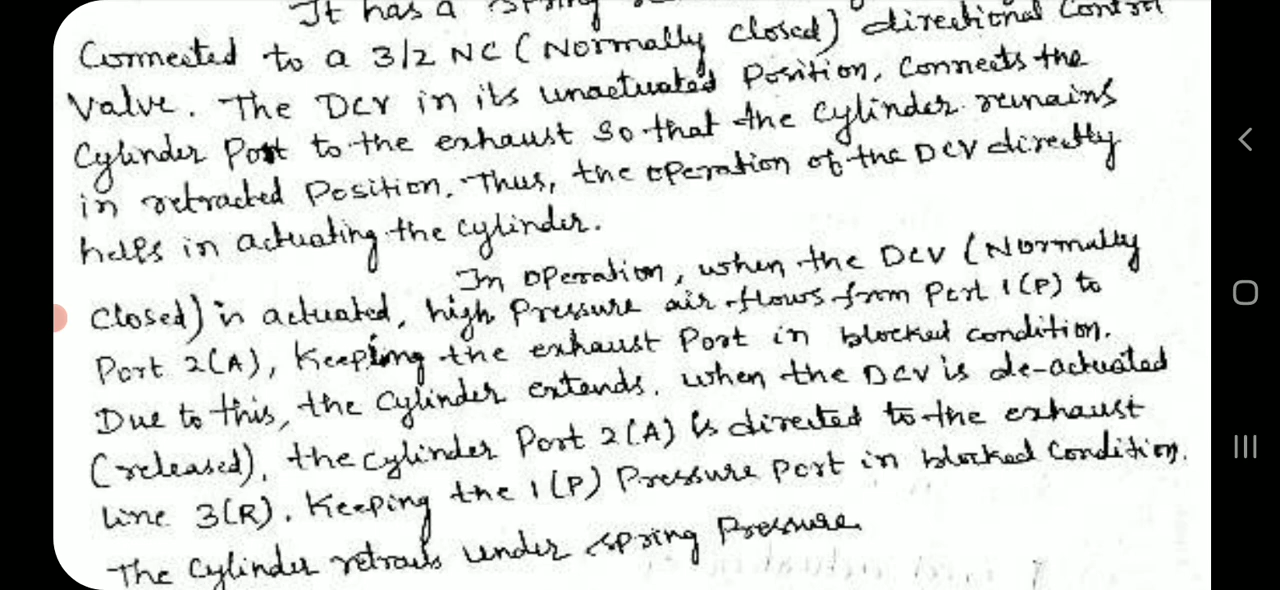 It has a spring
Connected to a 3/2 NC (Normally closed) directional Control
Valve. The DCV in its unactuated Position, Connects the
Cylinder Port to the exhaust so that the Cylinder remains
in retracted Position. Thus, the operation of the DCV directly
helps in actuating the cylinder.
In operation, when the DCV (Normally
closed) is actuated, high Pressure air flows from Port 1(P) to
Port 2(A), Keeping the exhaust Port in blocked condition.
Due to this, the Cylinder extends. when the DCV is de-actuated
(released), the cylinder Port 2(A) is directed to the exhaust
line 3(R). Keeping the 1(P) Pressure Port in blocked Condition.
The Cylinder retracts under spring Pressure